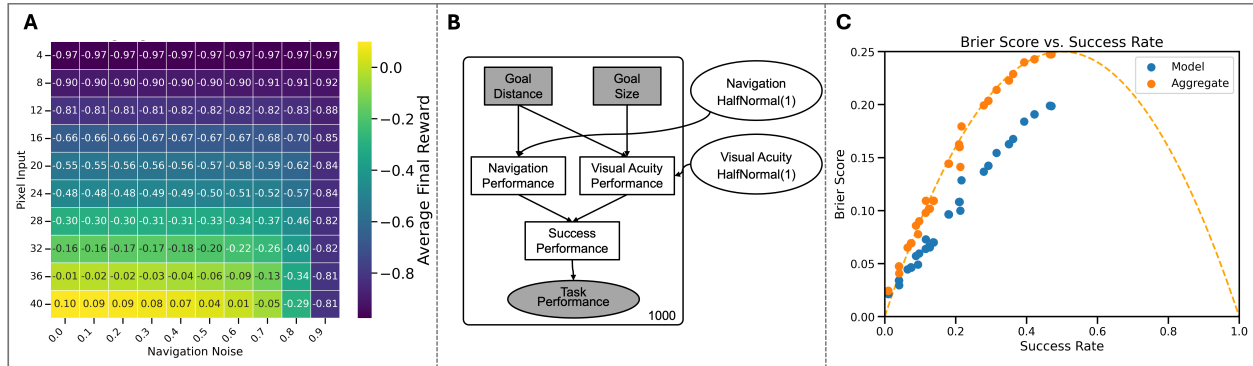 A
4 -0.97 -0.97 -0.97 -0.97 -0.97 -0.97 -0.97 -0.97 -0.97 -0.97
8 -0.90 -0.90 -0.90 -0.90 -0.90 -0.90 -0.90 -0.91 -0.91 -0.92
12 -0.81 -0.81 -0.81 -0.81 -0.82 -0.82 -0.82 -0.82 -0.83 -0.87
16 -0.66 -0.66 -0.66 -0.67 -0.67 -0.67 -0.67 -0.68 -0.70 -0.85
20 -0.55 -0.56 -0.55 -0.56 -0.56 -0.57 -0.58 -0.59 -0.62 -0.84
24 -0.48 -0.48 -0.49 -0.49 -0.50 -0.51 -0.52 -0.54 -0.57 -0.84
28 -0.30 -0.30 -0.30 -0.31 -0.31 -0.33 -0.34 -0.37 -0.46 -0.82
32 -0.16 -0.16 -0.17 -0.17 -0.18 -0.20 -0.22 -0.26 -0.40 -0.82
36 -0.01 -0.02 -0.02 -0.03 -0.04 -0.06 -0.09 -0.13 -0.34 -0.81
40 0.10 0.09 0.09 0.08 0.07 0.04 0.01 -0.05 -0.29 -0.81
0.0 0.1 0.2 0.3 0.4 0.5 0.6 0.7 0.8 0.9
Navigation Noise
Pixel Input
0.0
−0.2
−0.4
−0.6
−0.8
Average Final Reward
B
Goal
Distance
Goal
Size
Navigation
HalfNormal(1)
Navigation
Performance
Visual Acuity
Performance
Visual Acuity
HalfNormal(1)
Success
Performance
Task
Performance
1000
C
Brier Score vs. Success Rate
Model
Aggregate
0.25
0.20
0.15
0.10
0.05
0.00
Brier Score
0.0 0.2 0.4 0.6 0.8 1.0
Success Rate